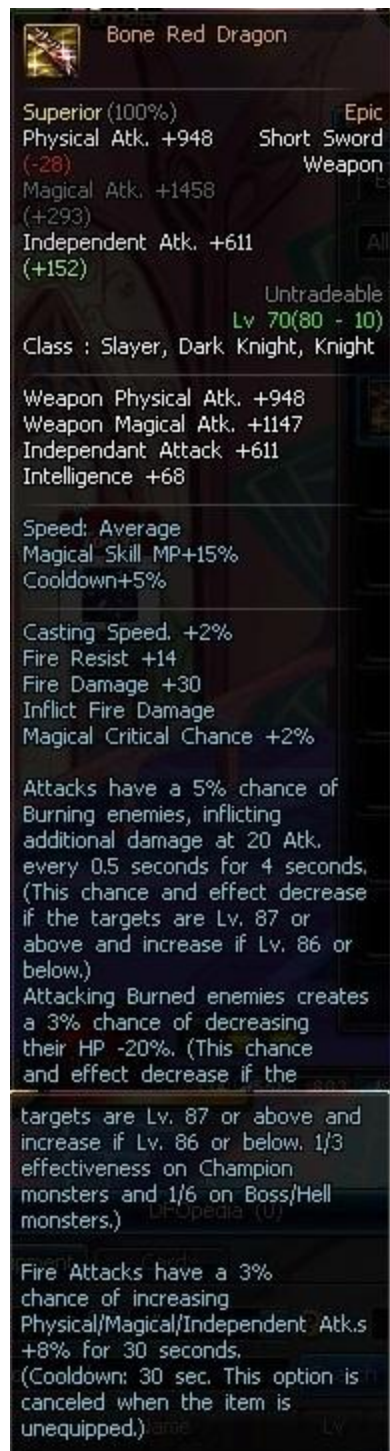 Bone Red Dragon
Superior (100%) Epic
Physical Atk. +948 Short Sword
(-28) Weapon
Magical Atk. +1458
(+293)
Independent Atk. +611
(+152)
Untradeable
Lv 70(80 - 10)
Class : Slayer, Dark Knight, Knight
Weapon Physical Atk. +948
Weapon Magical Atk. +1147
Independant Attack +611
Intelligence +68
Speed: Average
Magical Skill MP+15%
Cooldown+5%
Casting Speed. +2%
Fire Resist +14
Fire Damage +30
Inflict Fire Damage
Magical Critical Chance +2%
Attacks have a 5% chance of
Burning enemies, inflicting
additional damage at 20 Atk.
every 0.5 seconds for 4 seconds.
(This chance and effect decrease
if the targets are Lv. 87 or
above and increase if Lv. 86 or
below.)
Attacking Burned enemies creates
a 3% chance of decreasing
their HP -20%. (This chance
and effect decrease if the
targets are Lv. 87 or above and
increase if Lv. 86 or below. 1/3
effectiveness on Champion
monsters and 1/6 on Boss/Hell
monsters.)
DFOpedia (0)
Fire Attacks have a 3%
chance of increasing
Physical/Magical/Independent Atk.s
+8% for 30 seconds.
(Cooldown: 30 sec. This option is
canceled when the item is
unequipped.)